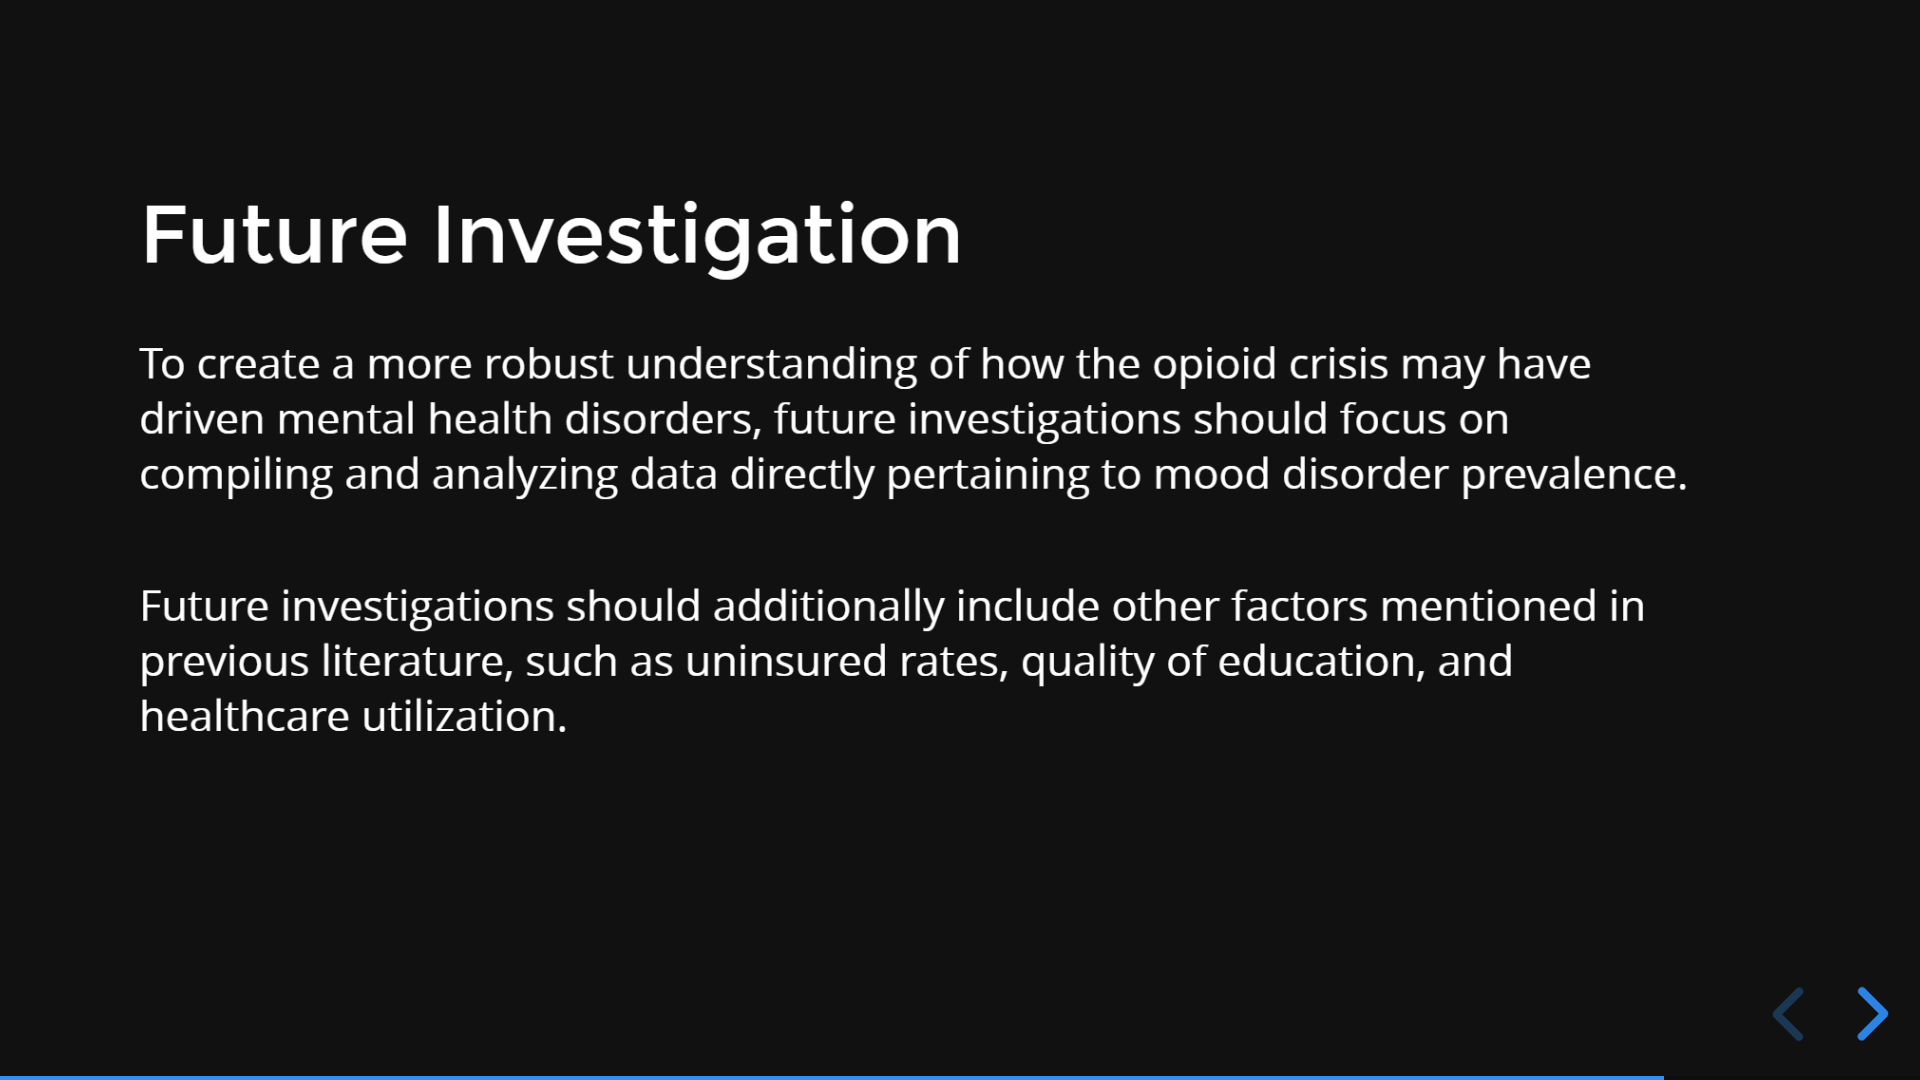 Future Investigation
To create a more robust understanding of how the opioid crisis may have
driven mental health disorders, future investigations should focus on
compiling and analyzing data directly pertaining to mood disorder prevalence.
Future investigations should additionally include other factors mentioned in
previous literature, such as uninsured rates, quality of education, and
healthcare utilization.